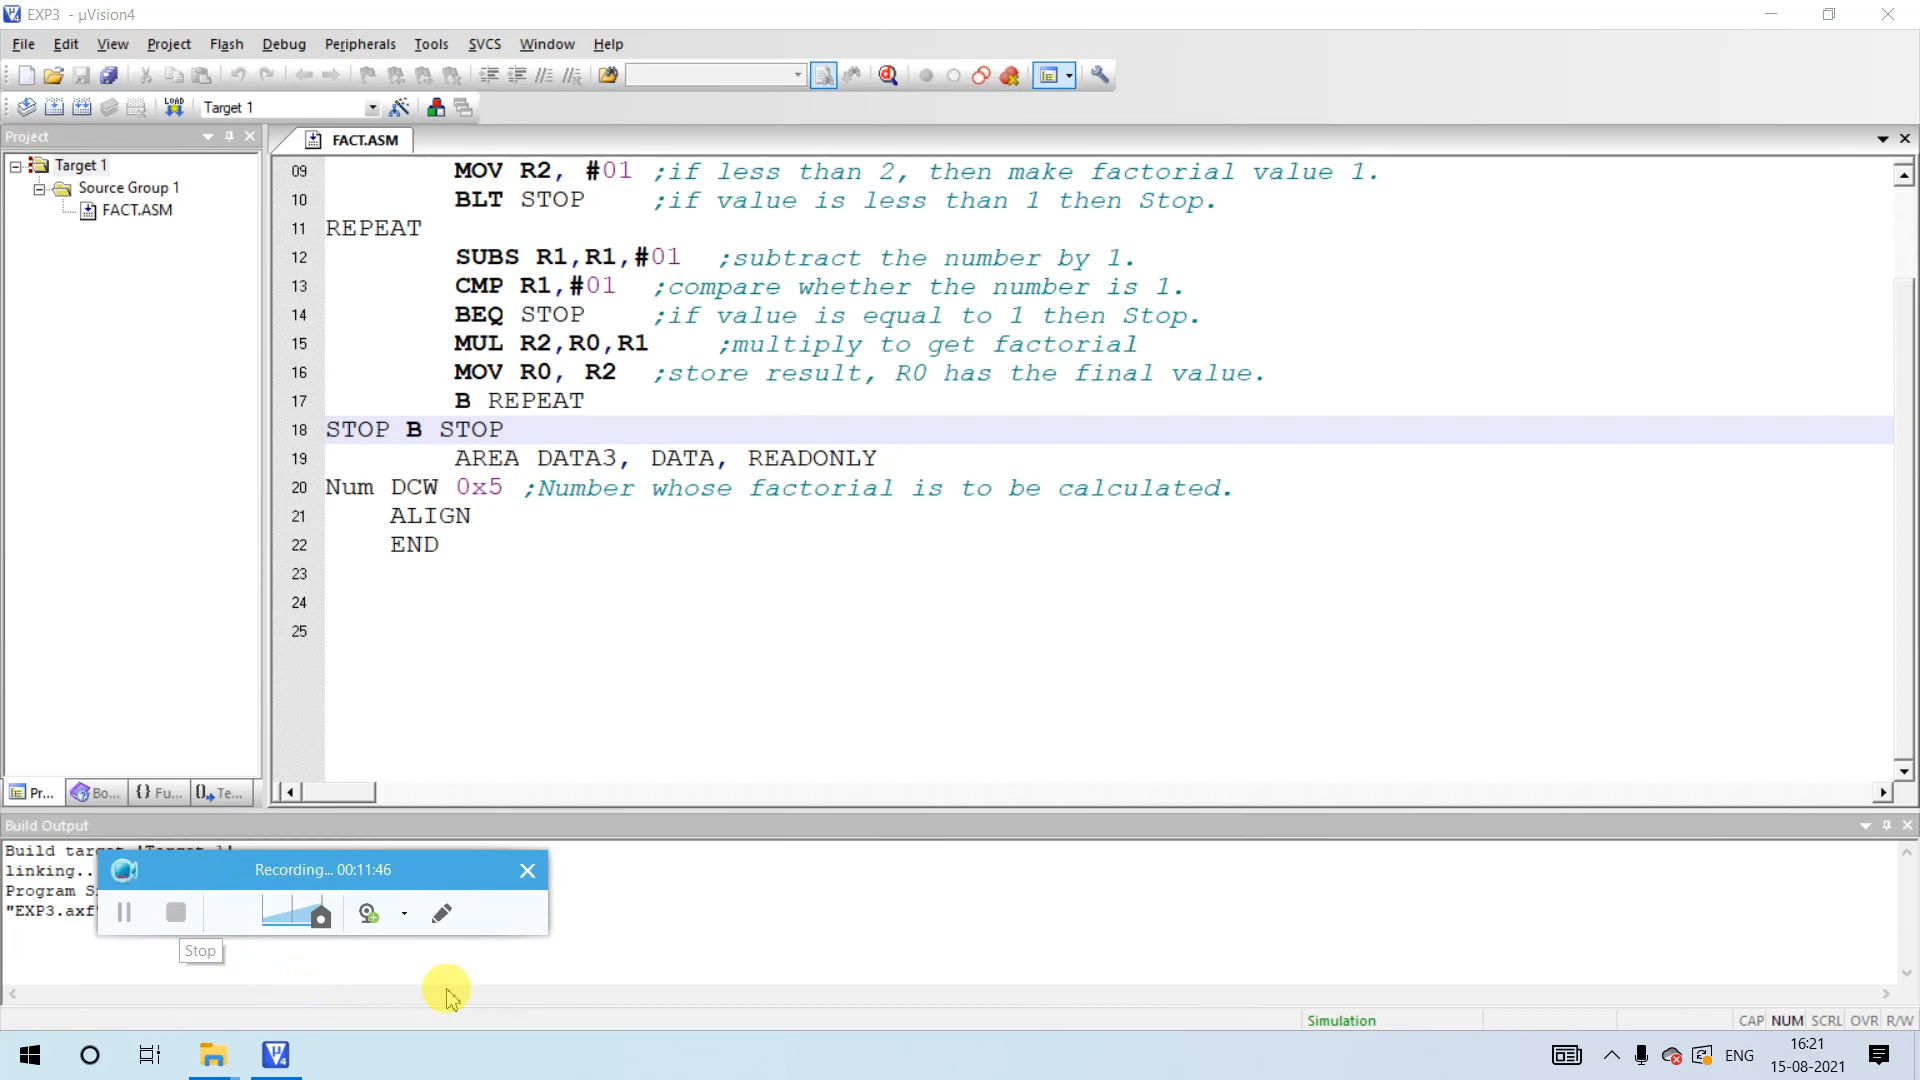 EXP3 - µVision4
File Edit View Project Flash Debug Peripherals Tools SVCS Window Help
LOAD Target 1
Project
FACT.ASM
Target 1
Source Group 1
FACT.ASM
09 MOV R2, #01 ;if less than 2, then make factorial value 1.
10 BLT STOP ;if value is less than 1 then Stop.
11 REPEAT
12 SUBS R1,R1,#01 ;subtract the number by 1.
13 CMP R1,#01 ;compare whether the number is 1.
14 BEQ STOP ;if value is equal to 1 then Stop.
15 MUL R2,R0,R1 ;multiply to get factorial
16 MOV R0, R2 ;store result, R0 has the final value.
17 B REPEAT
18 STOP B STOP
19 AREA DATA3, DATA, READONLY
20 Num DCW 0x5 ;Number whose factorial is to be calculated.
21 ALIGN
22 END
23
24
25
Pr... Bo... {} Fu... 0 Te...
Build Output
Build target 'Target 1'
linking..
Program S
"EXP3.axf"
Recording... 00:11:46
Stop
Simulation
CAP NUM SCRL OVR R/W
ENG
16:21
15-08-2021